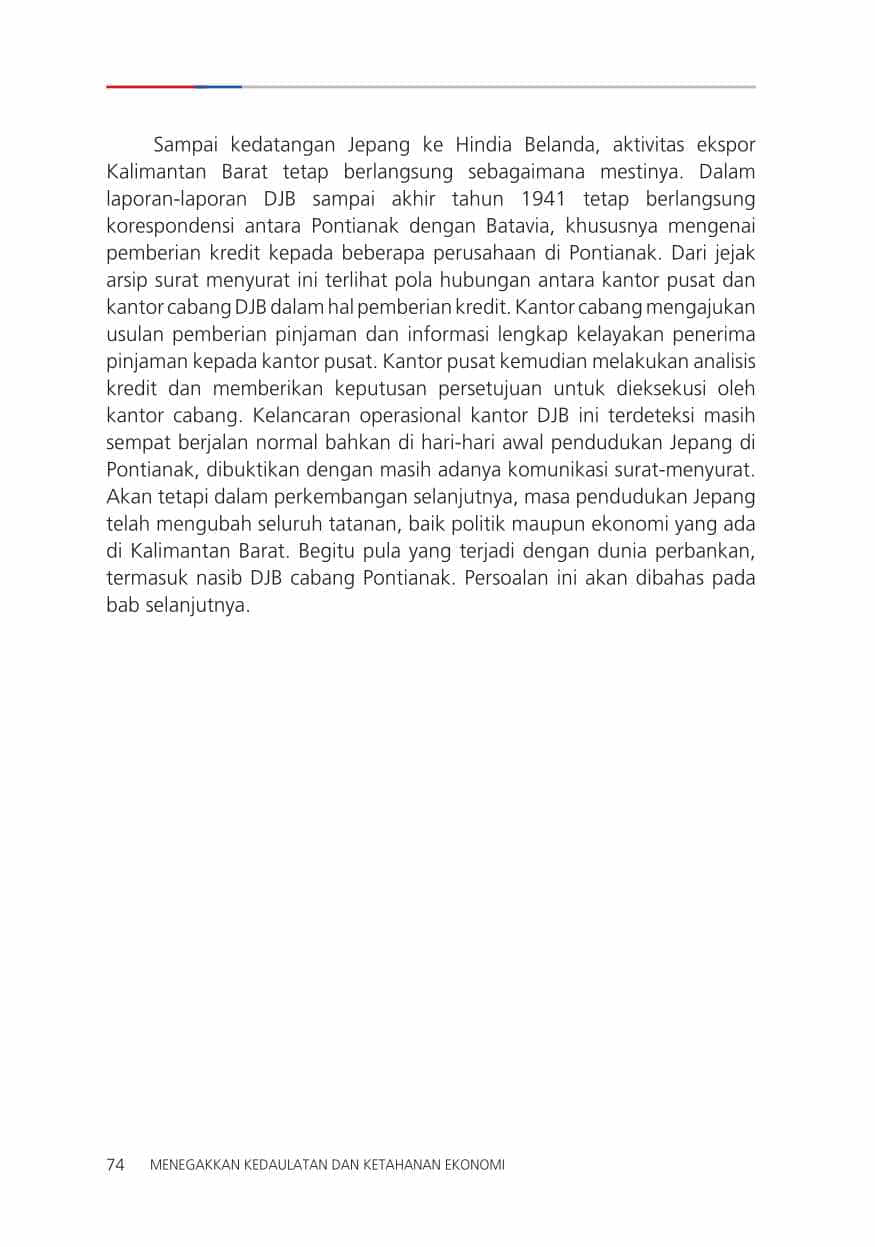 Sampai kedatangan Jepang ke Hindia Belanda, aktivitas ekspor
Kalimantan Barat tetap berlangsung sebagaimana mestinya. Dalam
laporan-laporan DJB sampai akhir tahun 1941 tetap berlangsung
korespondensi antara Pontianak dengan Batavia, khususnya mengenai
pemberian kredit kepada beberapa perusahaan di Pontianak. Dari jejak
arsip surat menyurat ini terlihat pola hubungan antara kantor pusat dan
kantor cabang DJB dalam hal pemberian kredit. Kantor cabang mengajukan
usulan pemberian pinjaman dan informasi lengkap kelayakan penerima
pinjaman kepada kantor pusat. Kantor pusat kemudian melakukan analisis
kredit dan memberikan keputusan persetujuan untuk dieksekusi oleh
kantor cabang. Kelancaran operasional kantor DJB ini terdeteksi masih
sempat berjalan normal bahkan di hari-hari awal pendudukan Jepang di
Pontianak, dibuktikan dengan masih adanya komunikasi surat-menyurat.
Akan tetapi dalam perkembangan selanjutnya, masa pendudukan Jepang
telah mengubah seluruh tatanan, baik politik maupun ekonomi yang ada
di Kalimantan Barat. Begitu pula yang terjadi dengan dunia perbankan,
termasuk nasib DJB cabang Pontianak. Persoalan ini akan dibahas pada
bab selanjutnya.
74 MENEGAKKAN KEDAULATAN DAN KETAHANAN EKONOMI